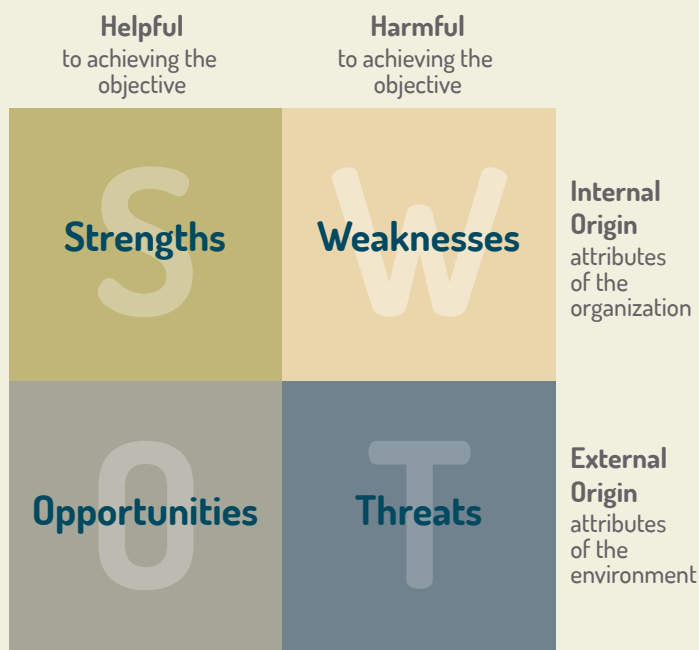 Helpful
to achieving the
objective
Harmful
to achieving the
objective
S
Strengths
W
Weaknesses
Internal
Origin
attributes
of the
organization
O
Opportunities
T
Threats
External
Origin
attributes
of the
environment